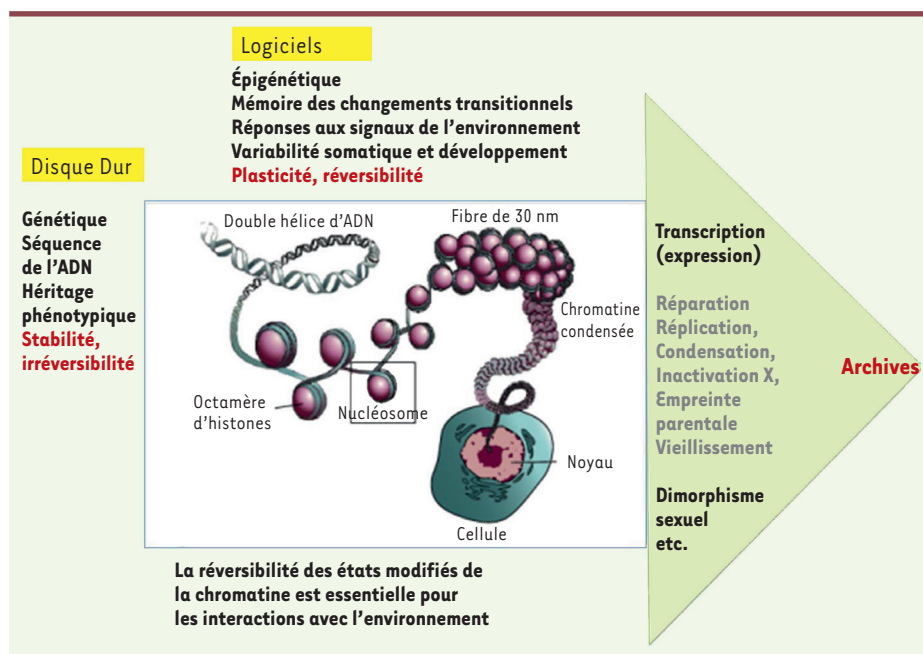 Logiciels
Épigénétique
Mémoire des changements transitionnels
Réponses aux signaux de l'environnement
Variabilité somatique et développement
Plasticité, réversibilité
Disque Dur
Génétique
Séquence
de l'ADN
Héritage
phénotypique
Stabilité,
irréversibilité
Double hélice d'ADN
Fibre de 30 nm
Chromatine
condensée
Octamère
d'histones
Nucléosome
Noyau
Cellule
Transcription
(expression)
Réparation
Réplication,
Condensation,
Inactivation X,
Empreinte
parentale
Vieillissement
Dimorphisme
sexuel
etc.
Archives
La réversibilité des états modifiés de
la chromatine est essentielle pour
les interactions avec l'environnement